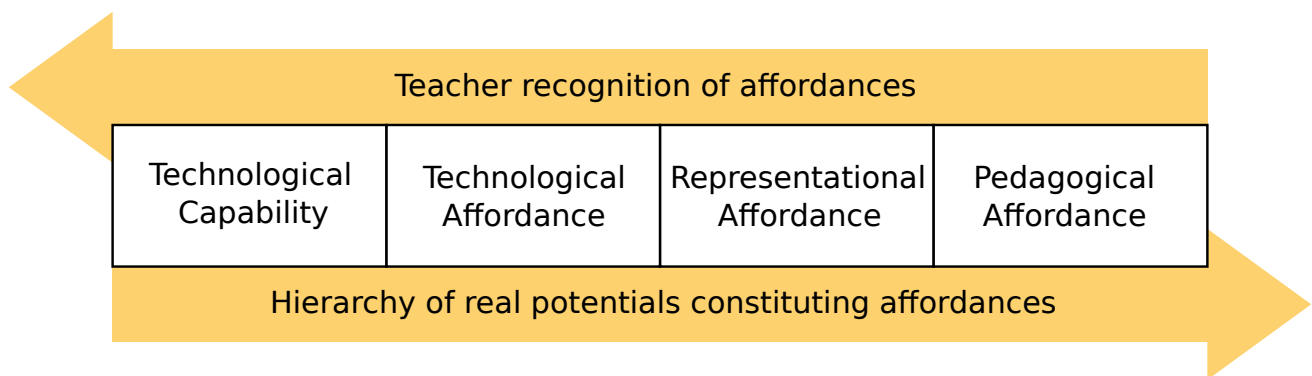 Teacher recognition of affordances
Technological
Capability
Technological
Affordance
Representational
Affordance
Pedagogical
Affordance
Hierarchy of real potentials constituting affordances